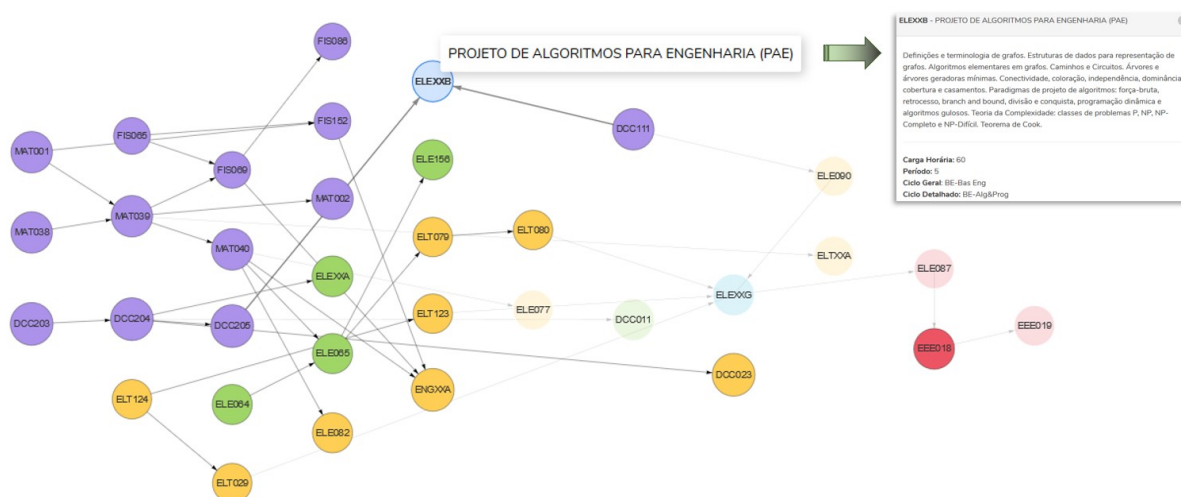 PROJETO DE ALGORITMOS PARA ENGENHARIA (PAE)
ELEXXB - PROJETO DE ALGORITMOS PARA ENGENHARIA (PAE)
Definições e terminologia de grafos. Estruturas de dados para representação de
grafos. Algoritmos elementares em grafos. Caminhos e Circuitos. Árvores e
árvores geradoras mínimas. Conectividade, coloração, independência, dominância
cobertura e casamentos. Paradigmas de projeto de algoritmos: força-bruta,
retrocesso, branch and bound, divisão e conquista, programação dinâmica e
algoritmos gulosos. Teoria da Complexidade: classes de problemas P, NP, NP-
Completo e NP-Difícil. Teorema de Cook.
Carga Horária: 60
Período: 5
Ciclo Geral: BE-Bas Eng
Ciclo Detalhado: BE-Alg&Prog
MAT001
MAT038
DCC203
FIS065
MAT039
DCC204
ELT124
FIS069
MAT040
DCC205
ELE064
ELT029
FIS086
FIS152
MAT002
ELEXXA
ELE065
ELE082
ELEXXB
ELE156
ELT079
ELT123
ENGXXA
ELT080
ELE077
DCC111
DCC011
ELEXXG
DCC023
ELE090
ELTXXA
ELE087
EEE018
EEE019